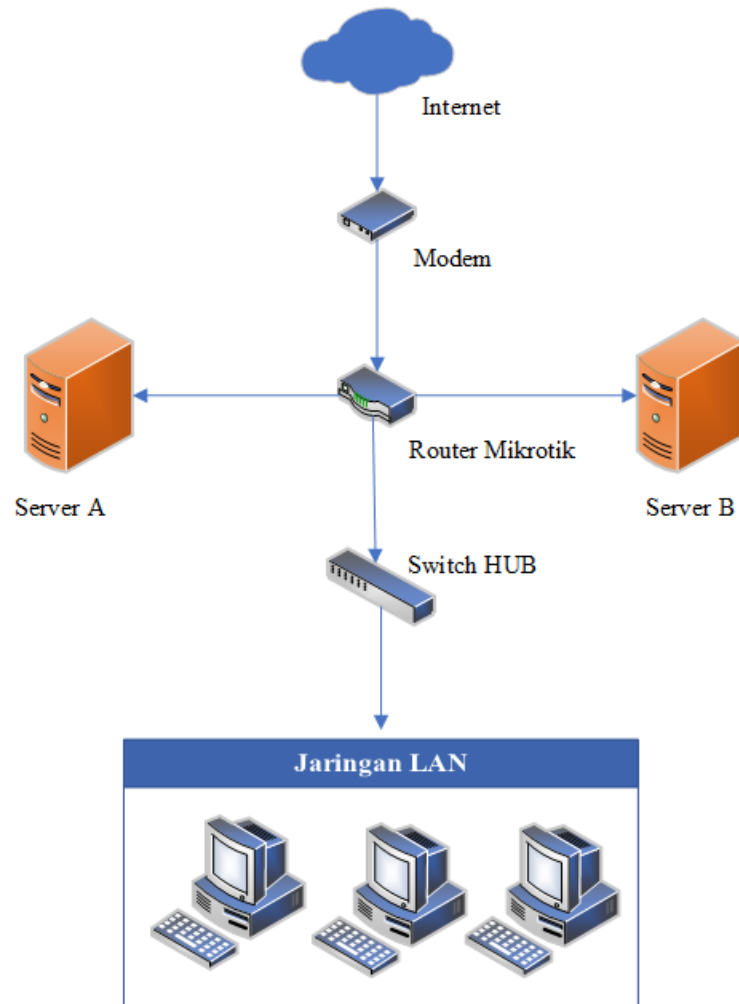 Internet
Modem
Router Mikrotik
Server A
Server B
Switch HUB
Jaringan LAN